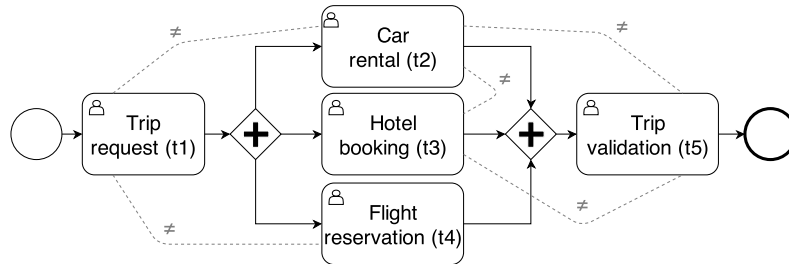 ≠
≠
Car
rental (t2)
≠
Trip
request (t1)
Hotel
booking (t3)
Trip
validation (t5)
Flight
reservation (t4)
≠
≠